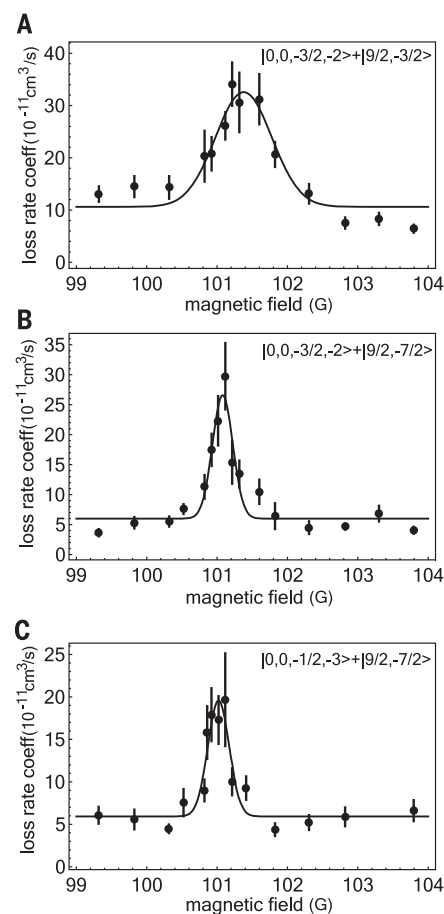 A
|0,0,-3/2,-2>+|9/2,-3/2>
loss rate coeff(10⁻¹¹cm³/s)
40
30
20
10
0
99 100 101 102 103 104
magnetic field (G)
B
|0,0,-3/2,-2>+|9/2,-7/2>
loss rate coeff(10⁻¹¹cm³/s)
35
30
25
20
15
10
5
0
99 100 101 102 103 104
magnetic field (G)
C
|0,0,-1/2,-3>+|9/2,-7/2>
loss rate coeff(10⁻¹¹cm³/s)
25
20
15
10
5
0
99 100 101 102 103 104
magnetic field (G)